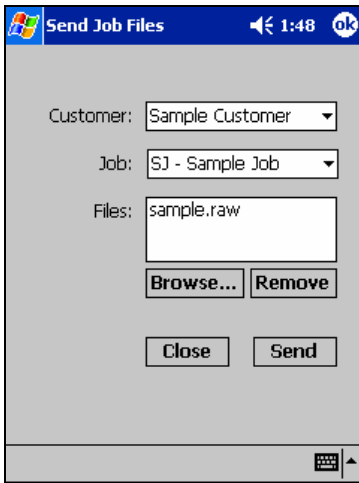 Send Job Files 1:48 ok
Customer: Sample Customer
Job: SJ - Sample Job
Files: sample.raw
Browse... Remove
Close Send